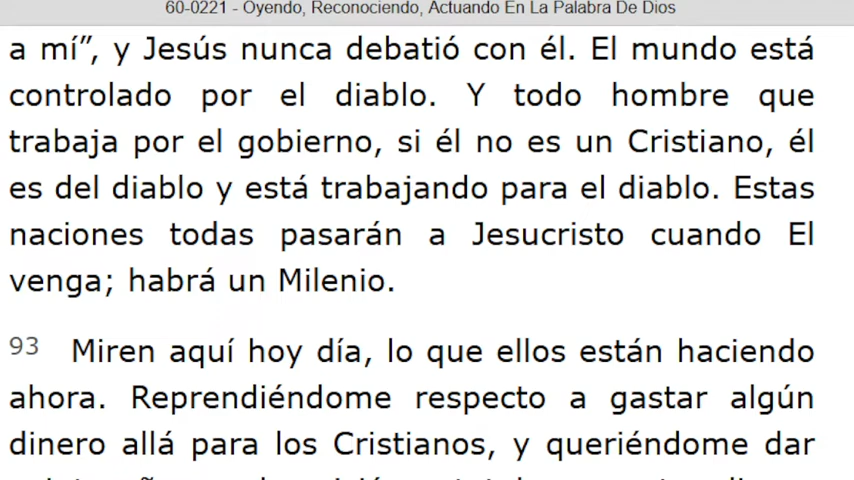 60-0221 - Oyendo, Reconociendo, Actuando En La Palabra De Dios
a mí”, y Jesús nunca debatió con él. El mundo está
controlado por el diablo. Y todo hombre que
trabaja por el gobierno, si él no es un Cristiano, él
es del diablo y está trabajando para el diablo. Estas
naciones todas pasarán a Jesucristo cuando El
venga; habrá un Milenio.
93 Miren aquí hoy día, lo que ellos están haciendo
ahora. Reprendiéndome respecto a gastar algún
dinero allá para los Cristianos, y queriéndome dar